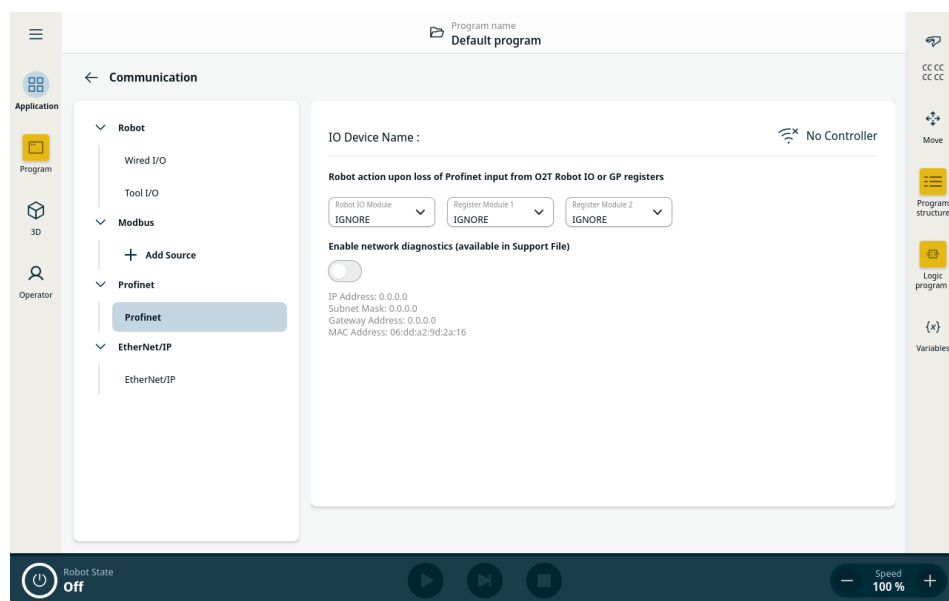 Program name
Default program
Communication
Application
Program
3D
Operator
Robot
Wired I/O
Tool I/O
Modbus
Add Source
Profinet
Profinet
EtherNet/IP
EtherNet/IP
IO Device Name :
No Controller
Robot action upon loss of Profinet input from O2T Robot IO or GP registers
Robot IO Module
IGNORE
Register Module 1
IGNORE
Register Module 2
IGNORE
Enable network diagnostics (available in Support File)
IP Address: 0.0.0.0
Subnet Mask: 0.0.0.0
Gateway Address: 0.0.0.0
MAC Address: 06:dd:a2:9d:2a:16
CC CC
CC CC
Move
Program
structure
Logic
program
{x}
Variables
Robot State
Off
Speed
100 %